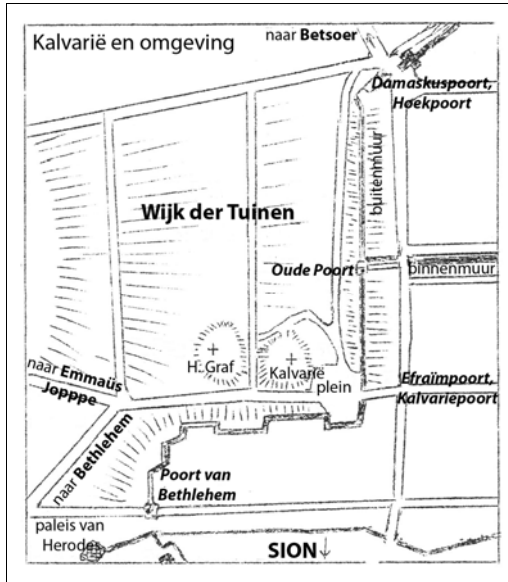 Kalvarië en omgeving
naar Betsoer
Damaskuspoort,
Hoekpoort
buitenmuur
Wijk der Tuinen
Oude Poort
binnenmuur
H. Graf
Kalvarie
plein
naar Emmaüs
Jopppe
Efraïmpoort,
Kalvariepoort
naar Bethlehem
Poort van
Bethlehem
paleis van
Herodes
SION